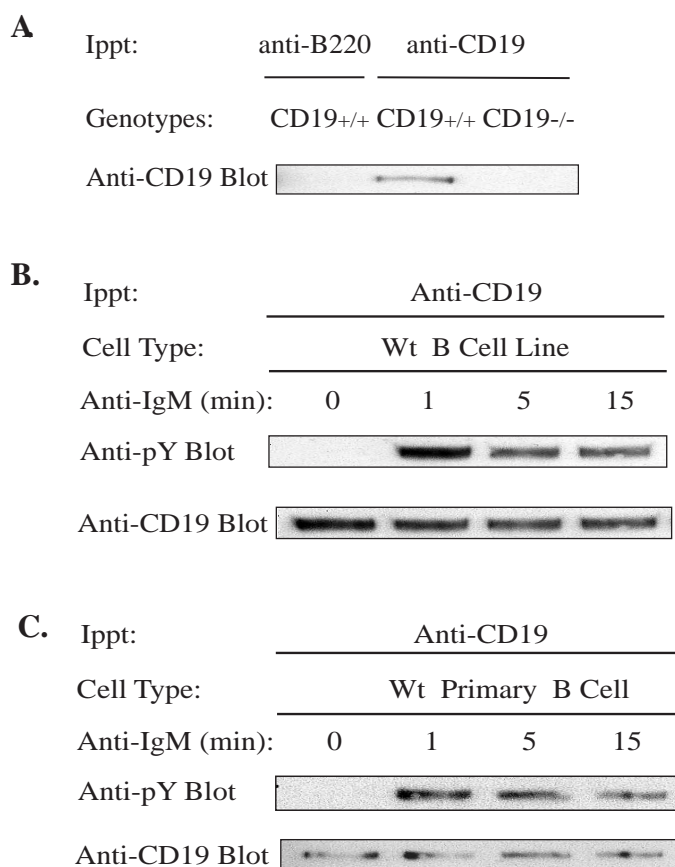 A.
Ippt: anti-B220 anti-CD19
Genotypes: CD19+/+ CD19+/+ CD19-/-
Anti-CD19 Blot
B.
Ippt: Anti-CD19
Cell Type: Wt B Cell Line
Anti-IgM (min): 0 1 5 15
Anti-pY Blot
Anti-CD19 Blot
C.
Ippt: Anti-CD19
Cell Type: Wt Primary B Cell
Anti-IgM (min): 0 1 5 15
Anti-pY Blot
Anti-CD19 Blot